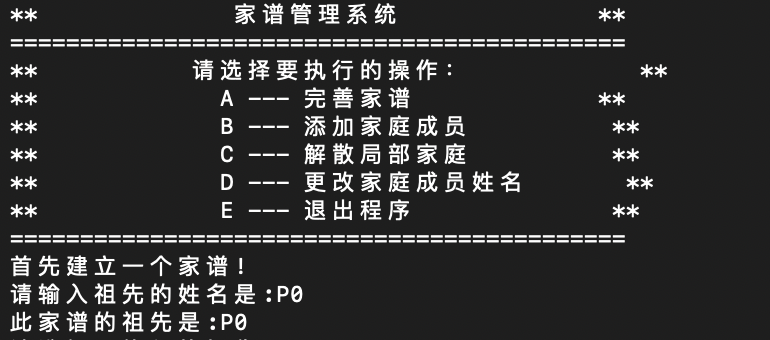 ** 家谱管理系统 **
============================================
** 请选择要执行的操作: **
** A --- 完善家谱 **
** B --- 添加家庭成员 **
** C --- 解散局部家庭 **
** D --- 更改家庭成员姓名 **
** E --- 退出程序 **
============================================
首先建立一个家谱!
请输入祖先的姓名是:P0
此家谱的祖先是:P0